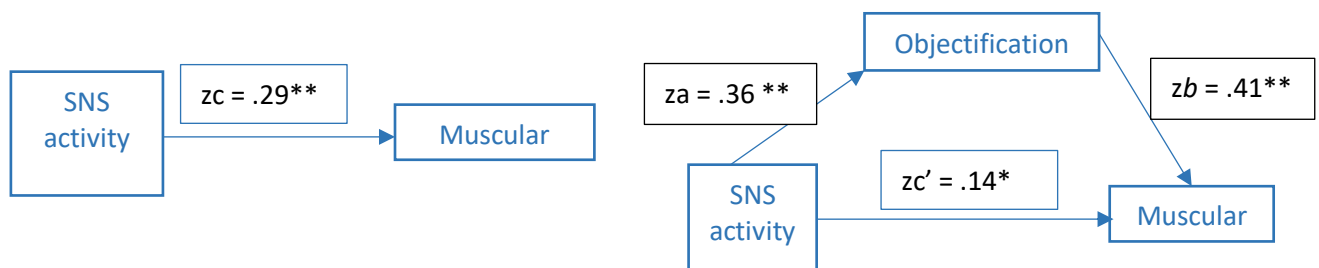 SNS
activity
zc = .29**
Muscular
Objectification
za = .36 **
zb = .41**
SNS
activity
zc’ = .14*
Muscular